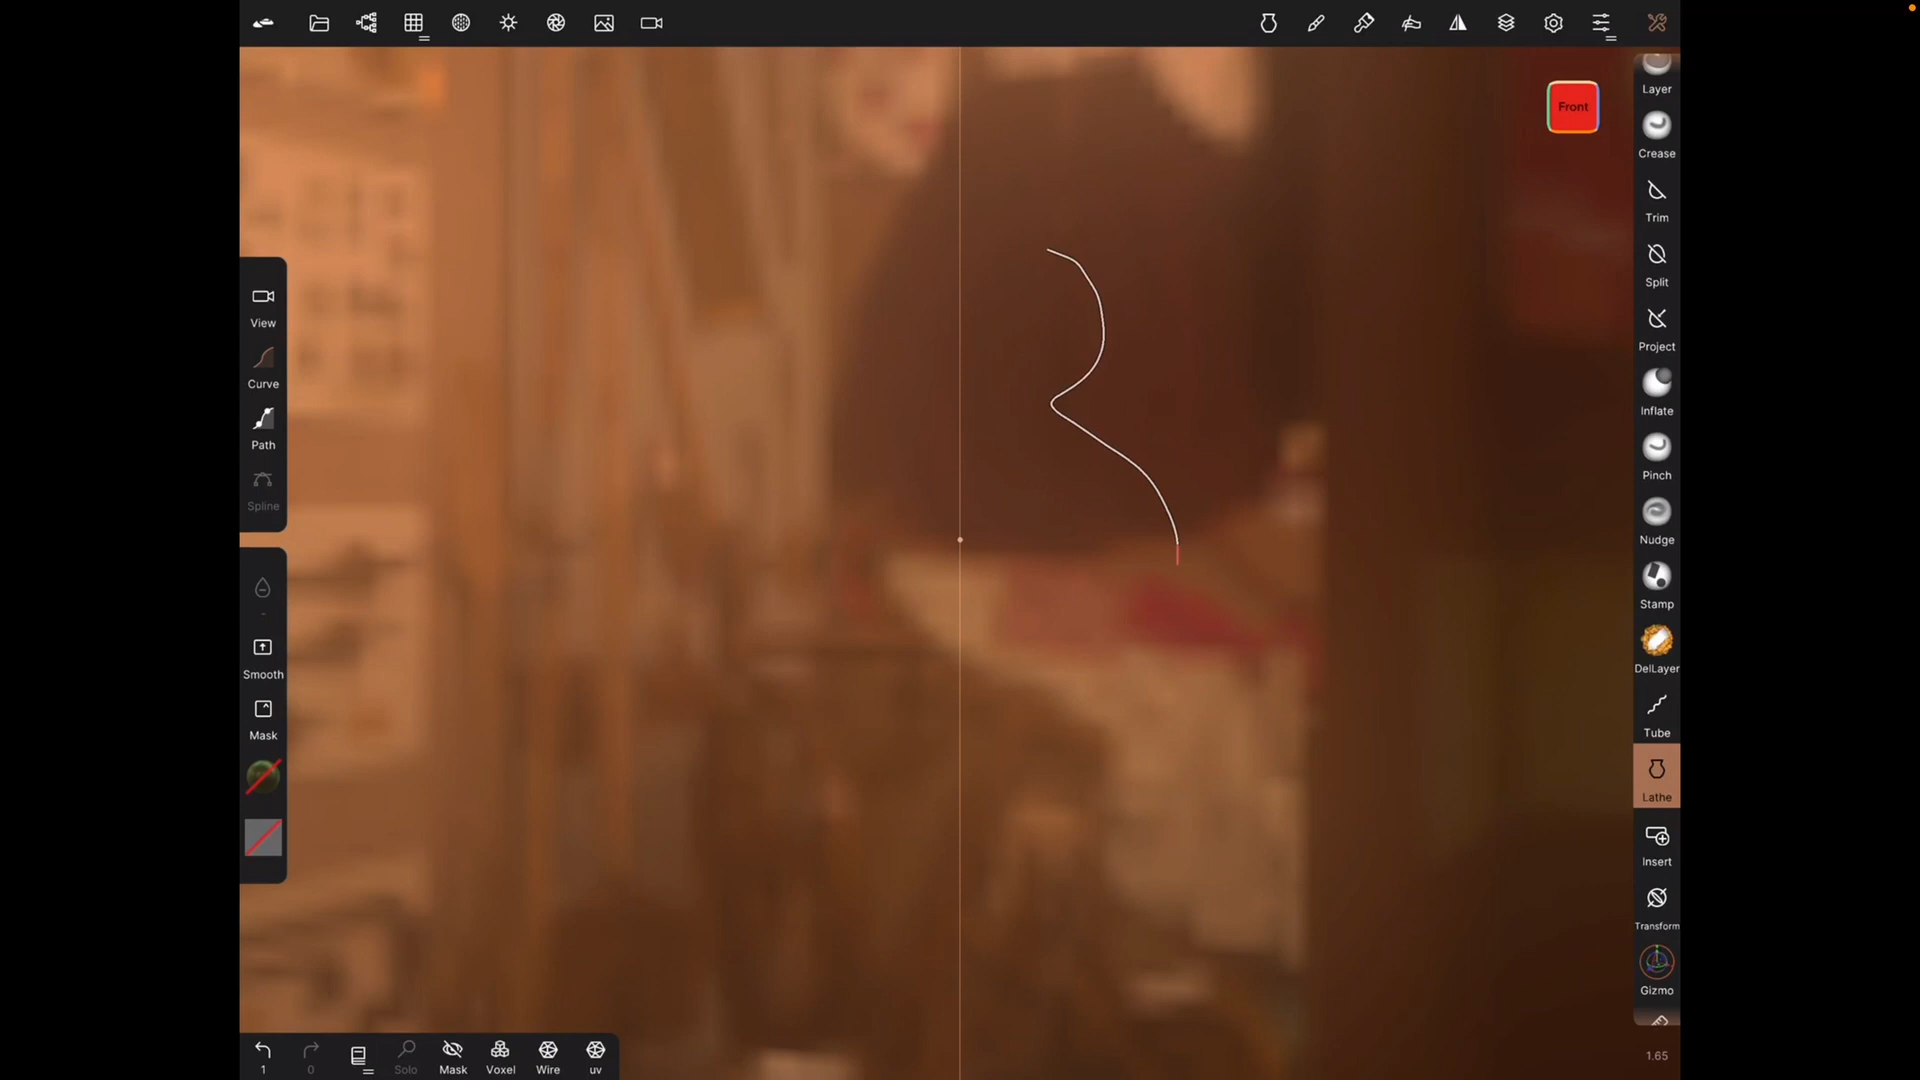 Front
Layer
Crease
Trim
Split
Project
Inflate
Pinch
Nudge
Stamp
DelLayer
Tube
Lathe
Insert
Transform
Gizmo
1.65
View
Curve
Path
Spline
-
Smooth
Mask
1
0
Solo
Mask
Voxel
Wire
uv